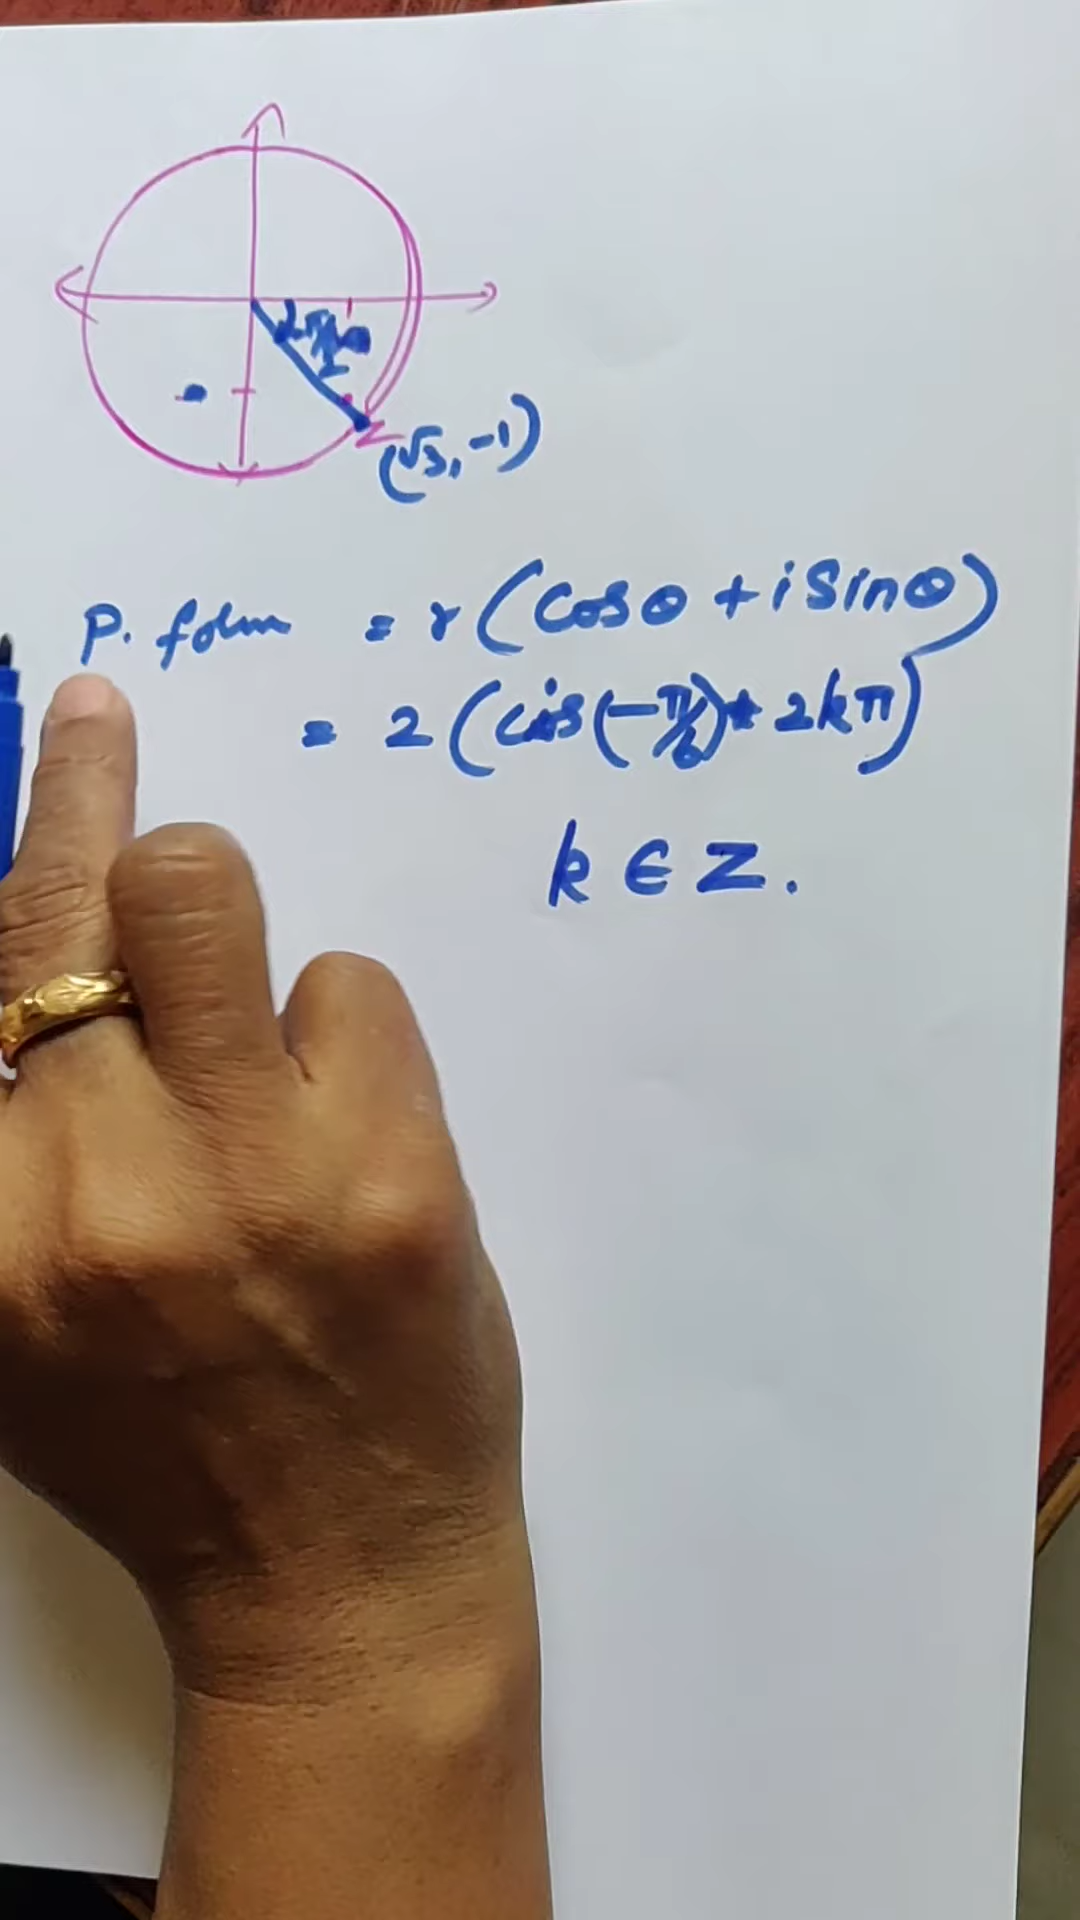 (√3, -1)
P. form = r (cosθ + i sinθ)
= 2 (cis(-π/6) + 2kπ)
k ∈ Z.